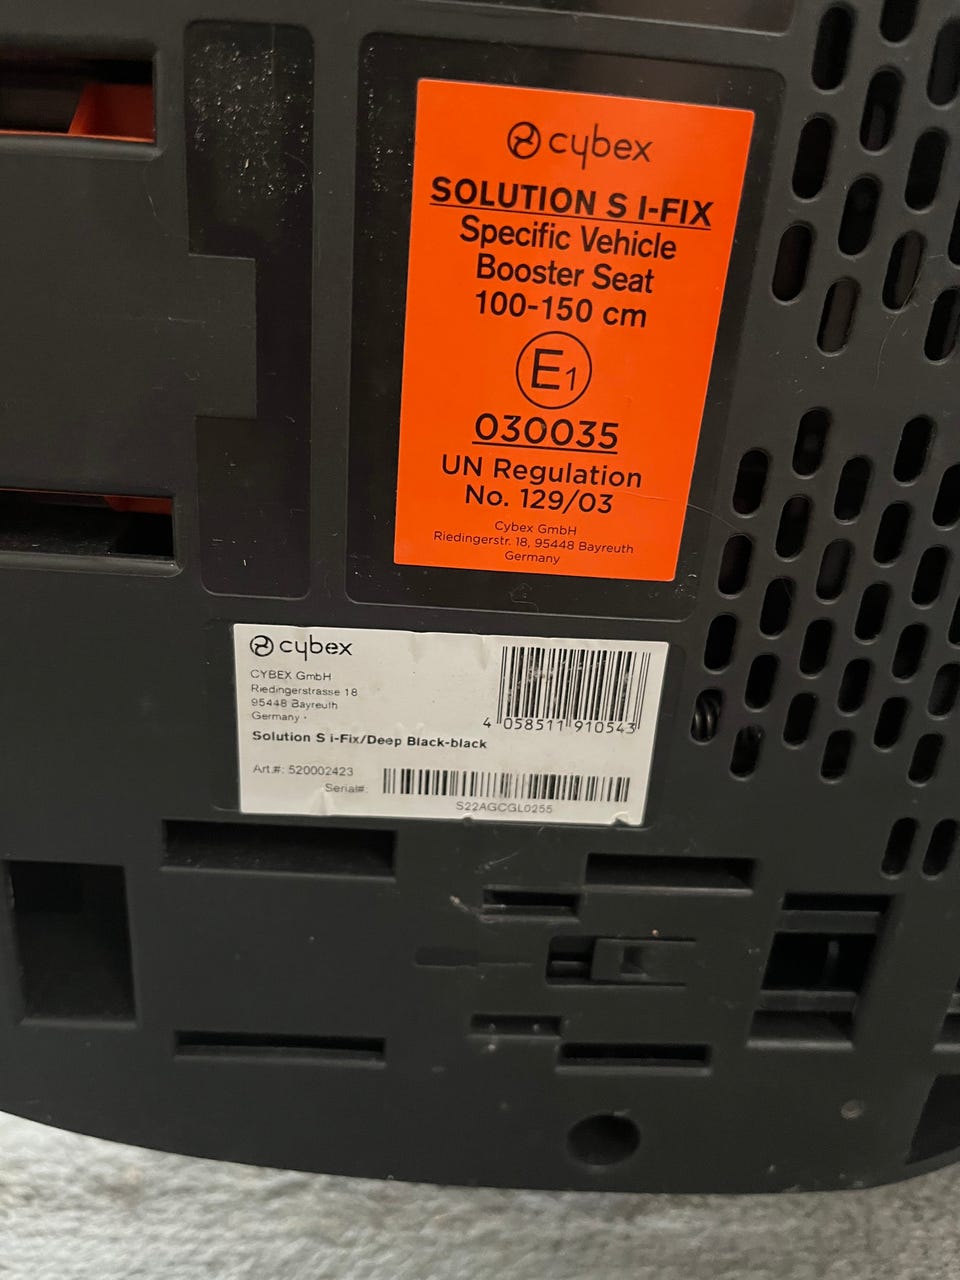 cybex
SOLUTION S I-FIX
Specific Vehicle
Booster Seat
100-150 cm
E1
030035
UN Regulation
No. 129/03
Cybex GmbH
Riedingerstr. 18, 95448 Bayreuth
Germany
cybex
CYBEX GmbH
Riedingerstrasse 18
95448 Bayreuth
Germany
4 058511 910543
Solution S i-Fix/Deep Black-black
Art.#: 520002423
Serial#:
S22AGCGL0255